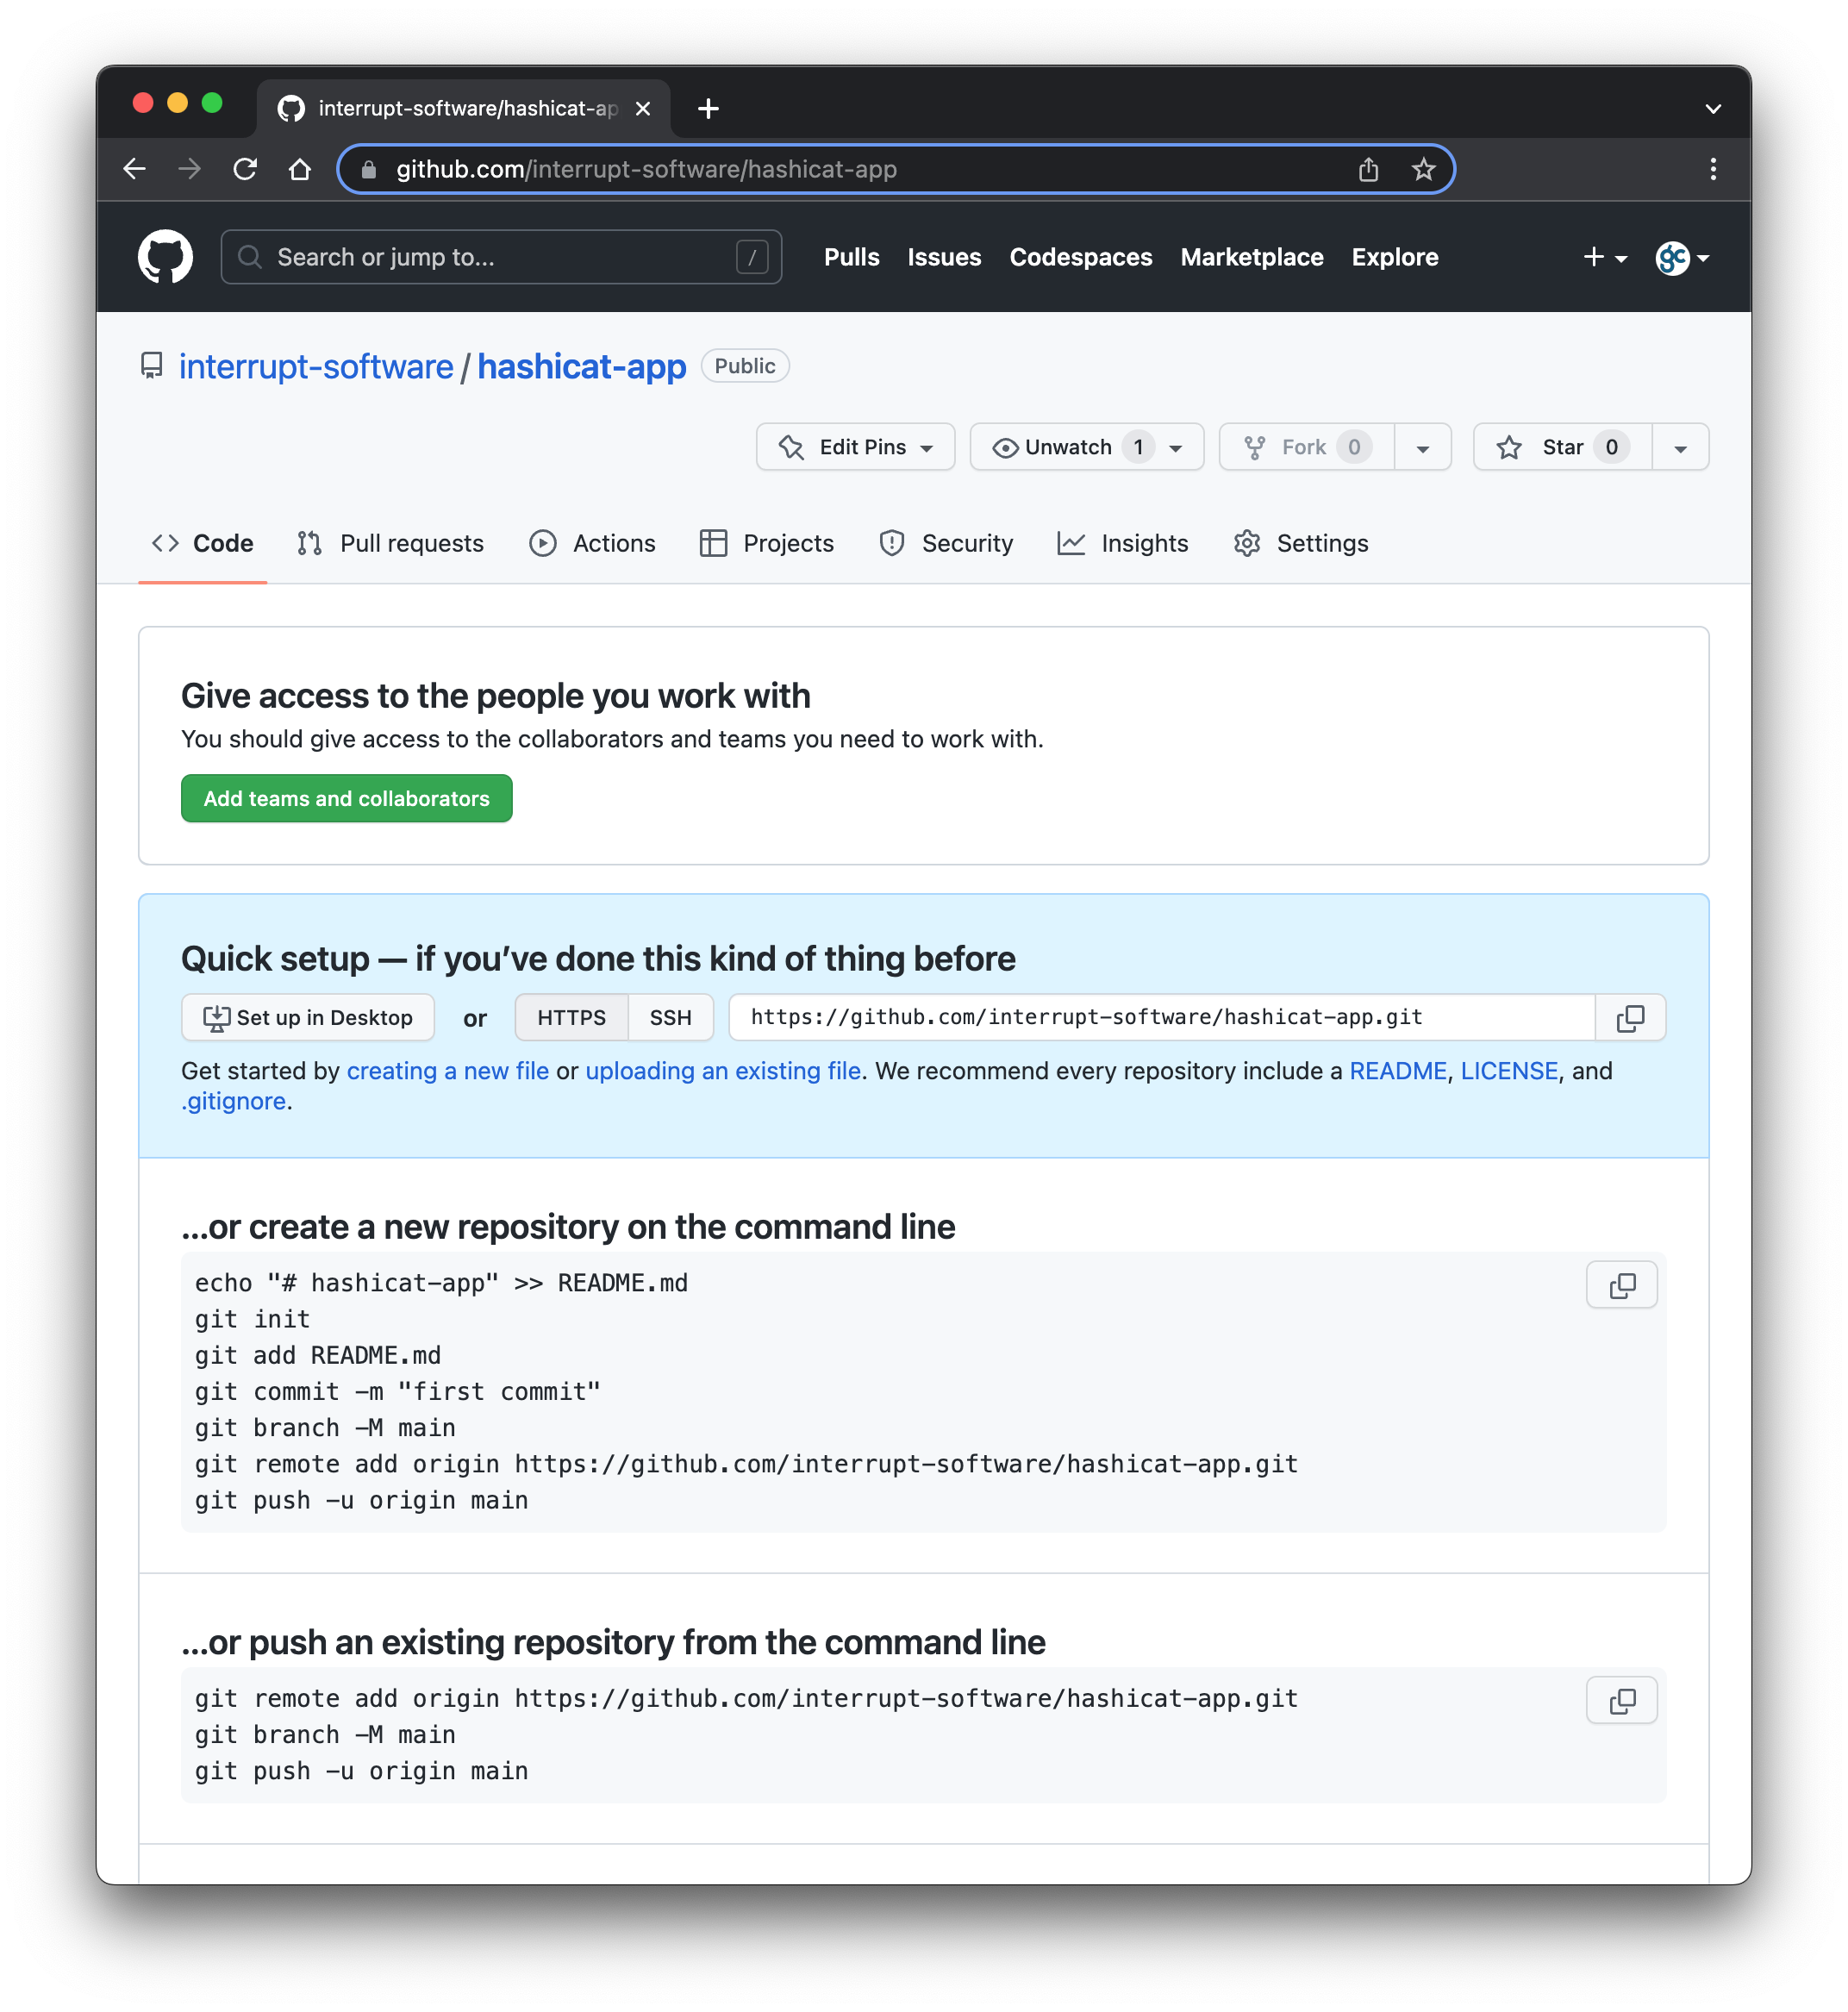 interrupt-software/hashicat-ap
github.com/interrupt-software/hashicat-app
Search or jump to... /
Pulls Issues Codespaces Marketplace Explore
gc
interrupt-software / hashicat-app Public
Edit Pins Unwatch 1 Fork 0 Star 0
Code Pull requests Actions Projects Security Insights Settings
Give access to the people you work with
You should give access to the collaborators and teams you need to work with.
Add teams and collaborators
Quick setup — if you’ve done this kind of thing before
Set up in Desktop or HTTPS SSH https://github.com/interrupt-software/hashicat-app.git
Get started by creating a new file or uploading an existing file. We recommend every repository include a README, LICENSE, and
.gitignore.
…or create a new repository on the command line
echo "# hashicat-app" >> README.md
git init
git add README.md
git commit -m "first commit"
git branch -M main
git remote add origin https://github.com/interrupt-software/hashicat-app.git
git push -u origin main
…or push an existing repository from the command line
git remote add origin https://github.com/interrupt-software/hashicat-app.git
git branch -M main
git push -u origin main